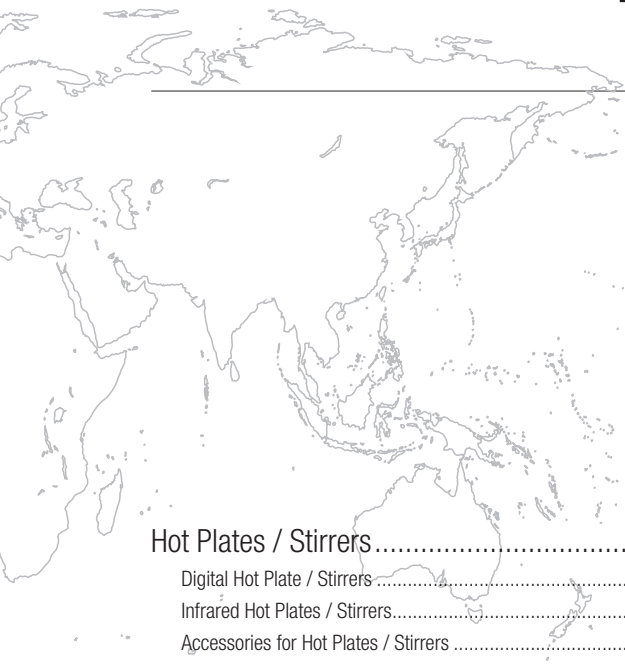 Hot Plates / Stirrers..................................
Digital Hot Plate / Stirrers ..................................................
Infrared Hot Plates / Stirrers...............................................
Accessories for Hot Plates / Stirrers ..................................